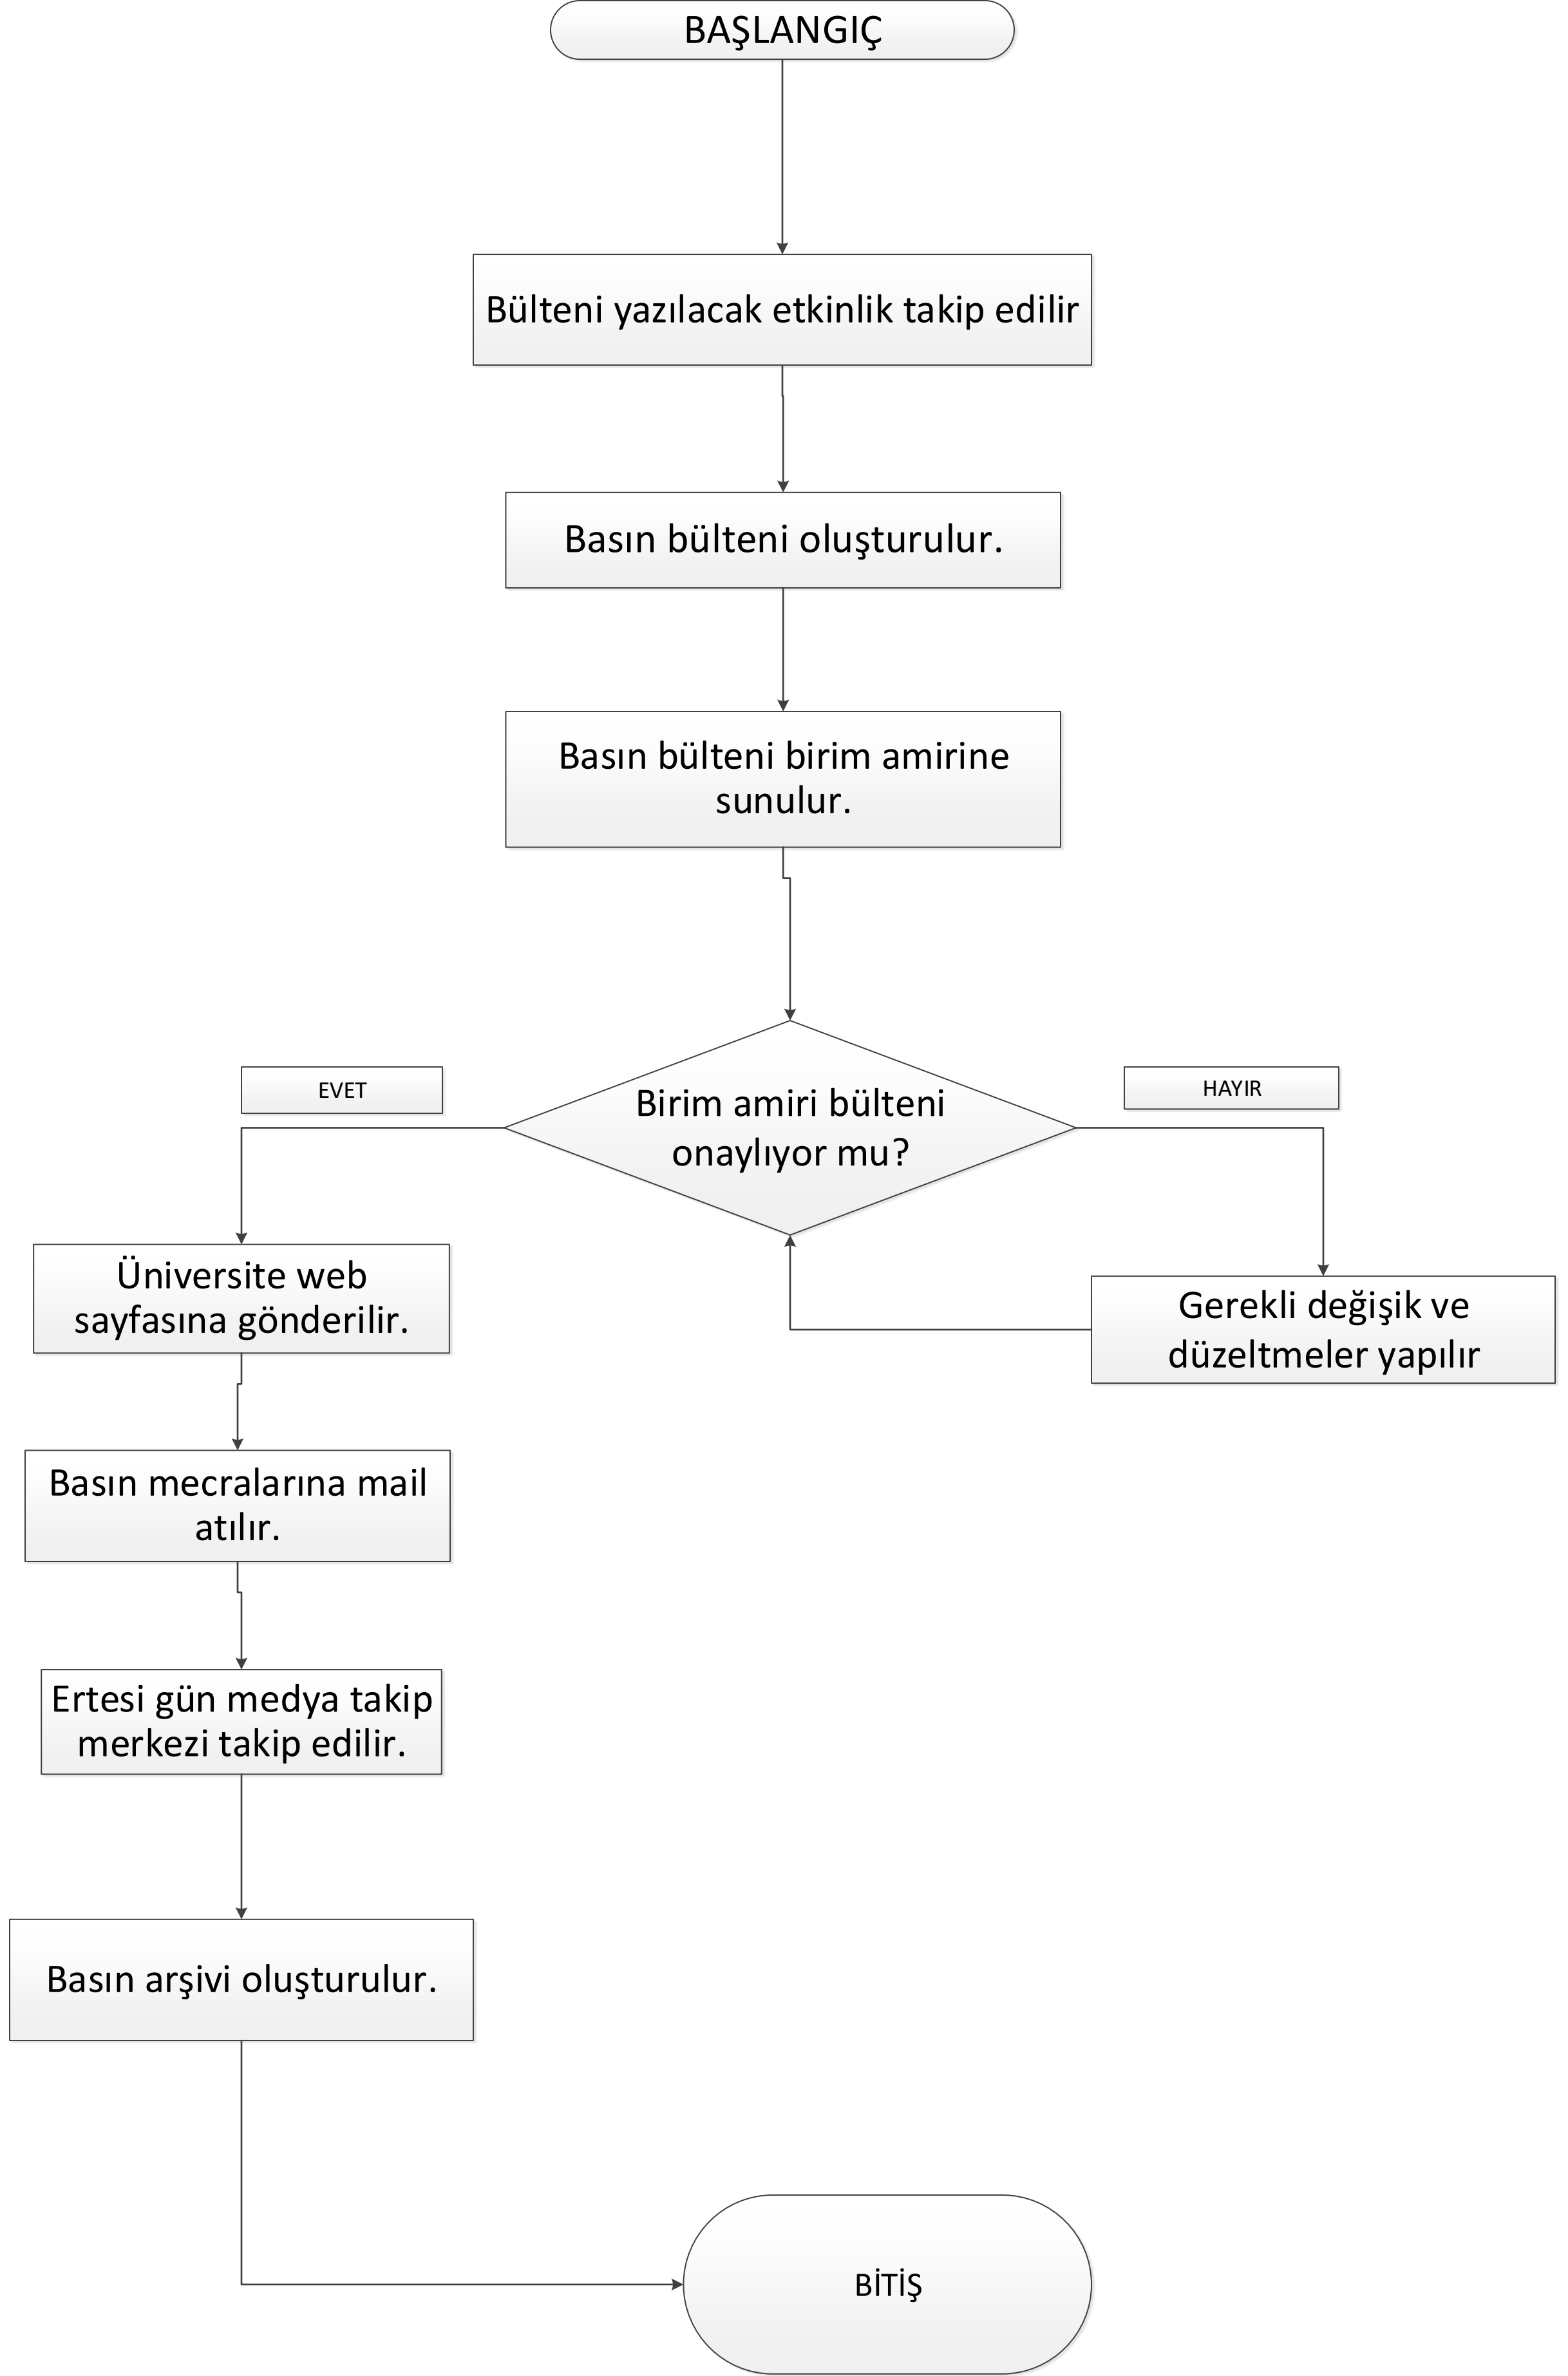 BAŞLANGIÇ
Bülteni yazılacak etkinlik takip edilir
Basın bülteni oluşturulur.
Basın bülteni birim amirine
sunulur.
EVET
HAYIR
Birim amiri bülteni
onaylıyor mu?
Üniversite web
sayfasına gönderilir.
Gerekli değişik ve
düzeltmeler yapılır
Basın mecralarına mail
atılır.
Ertesi gün medya takip
merkezi takip edilir.
Basın arşivi oluşturulur.
BİTİŞ